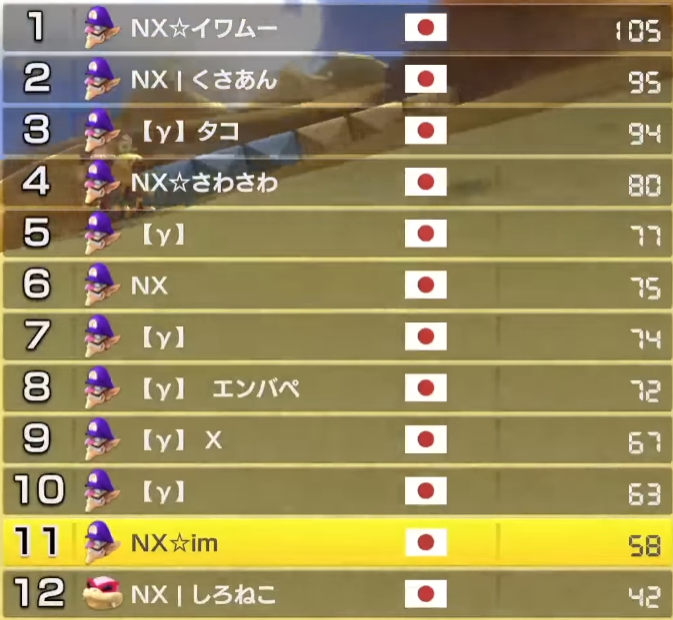 1 NX☆イワムー 105
2 NX | くさあん 95
3 【γ】タコ 94
4 NX☆さわさわ 80
5 【γ】 77
6 NX 75
7 【γ】 74
8 【γ】 エンバペ 72
9 【γ】 X 67
10 【γ】 63
11 NX☆im 58
12 NX | しろねこ 42